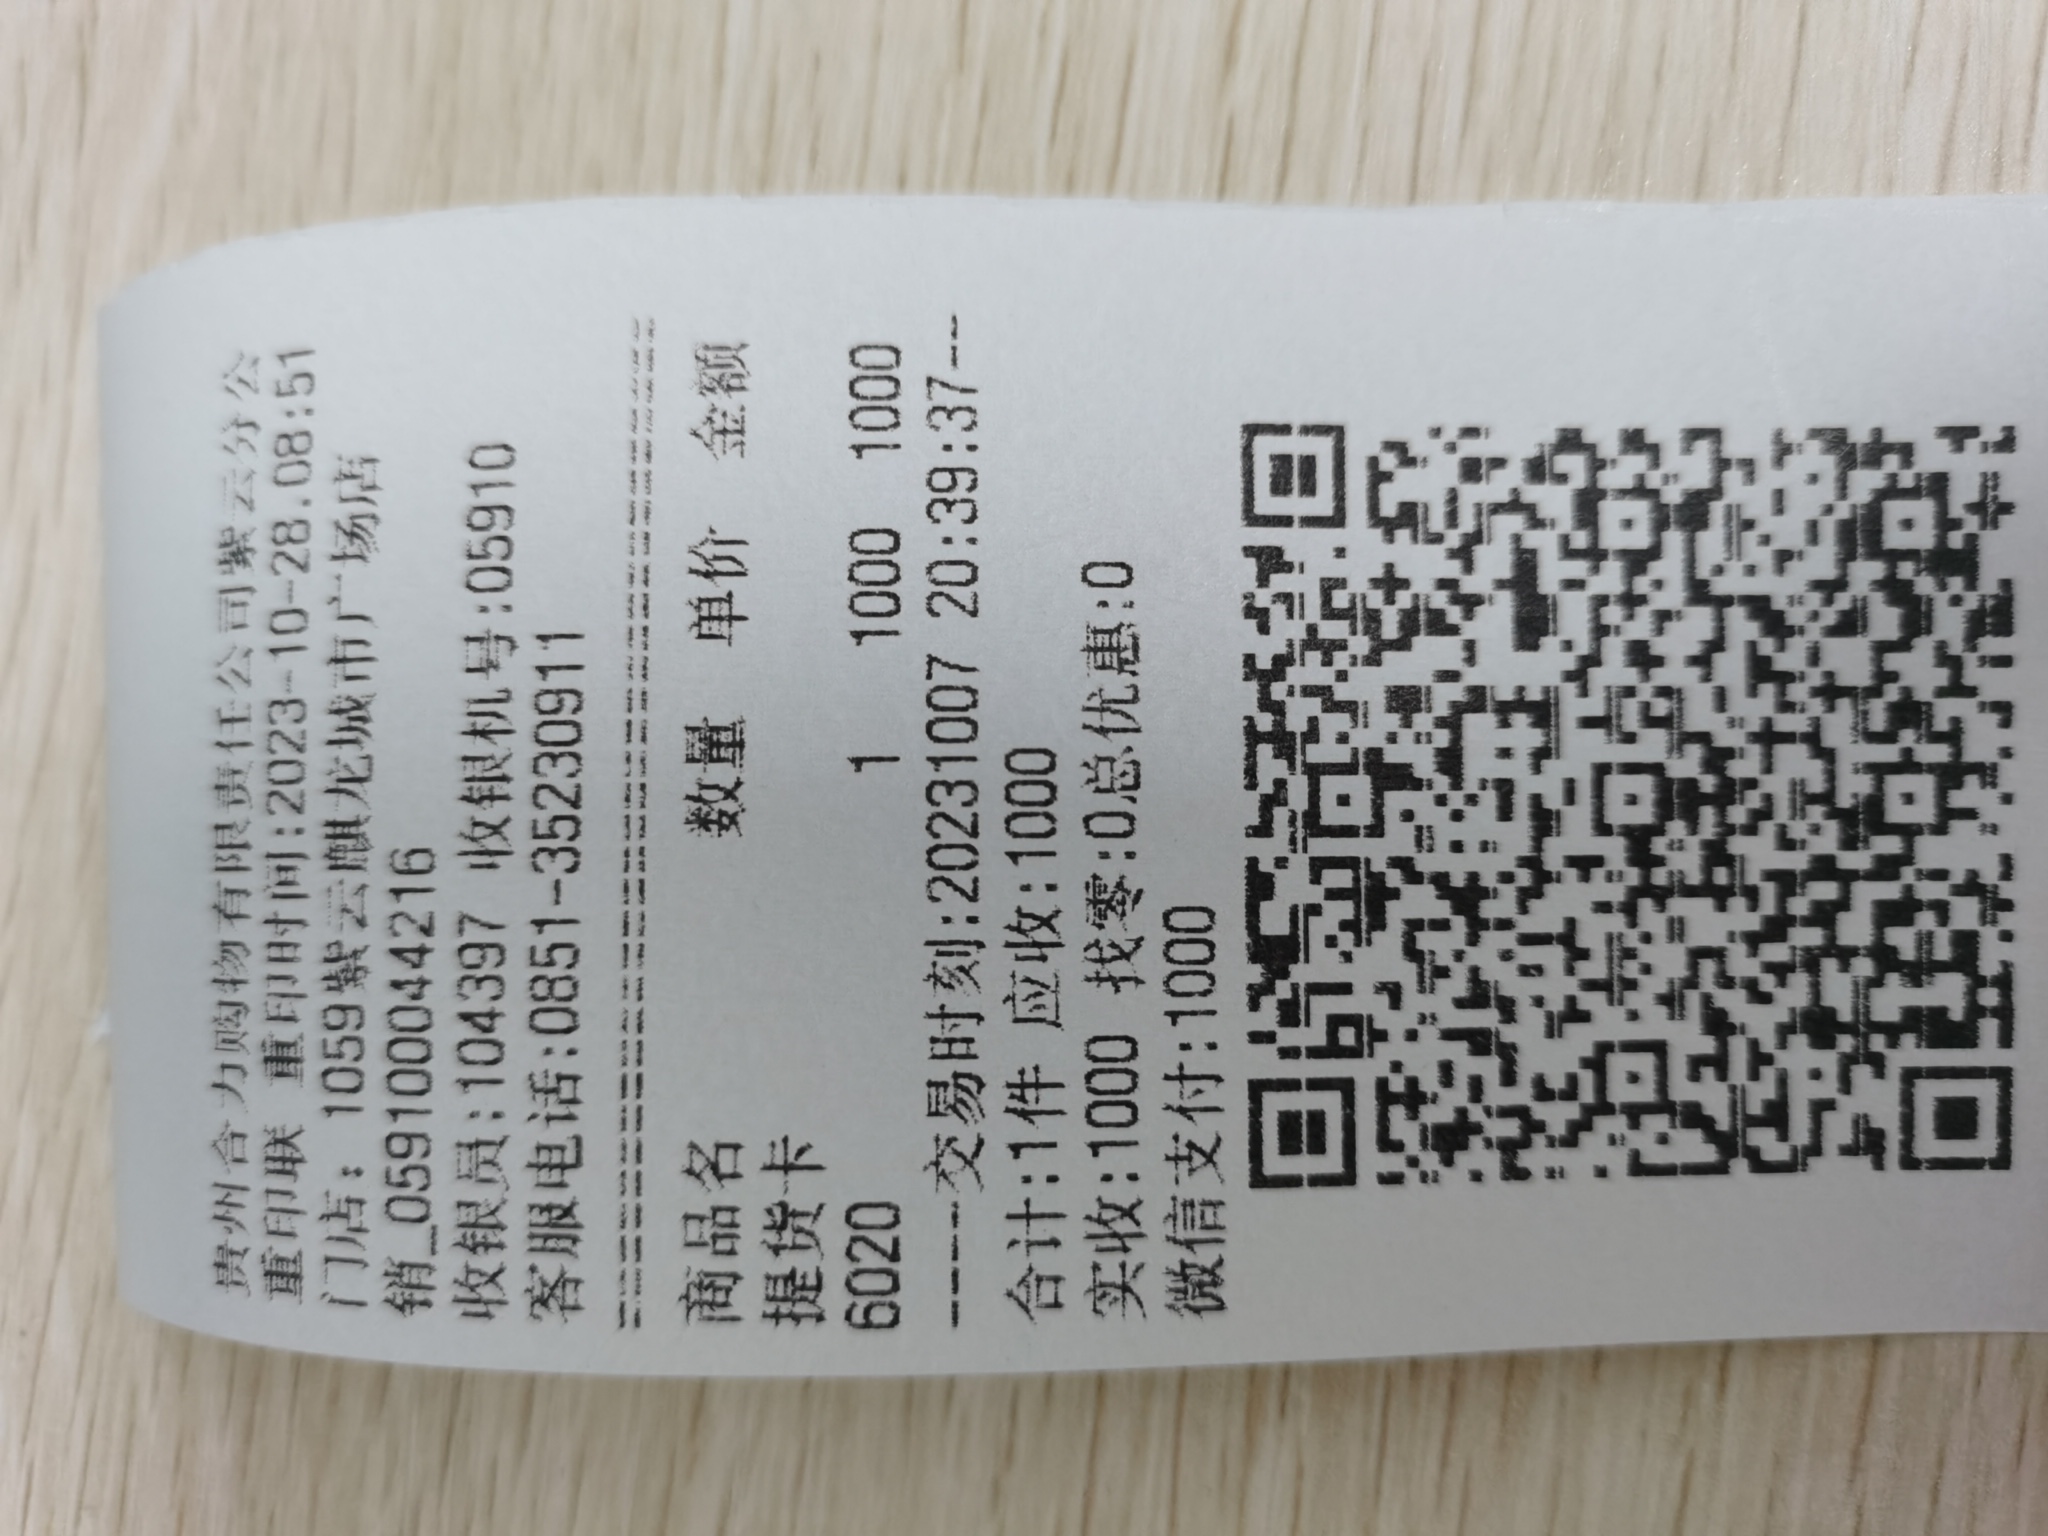 贵州合力购物有限责任公司紫云分公
重印联 重印时间:2023-10-28.08:51
门店: 1059紫云麒龙城市广场店
销_059100044216
收银员:104397 收银机号:05910
客服电话:0851-35230911
================================
商品名 数量 单价 金额
提货卡
6020 1 1000 1000
----交易时刻:20231007 20:39:37--
合计:1件 应收:1000
实收:1000 找零:0总优惠:0
微信支付:1000